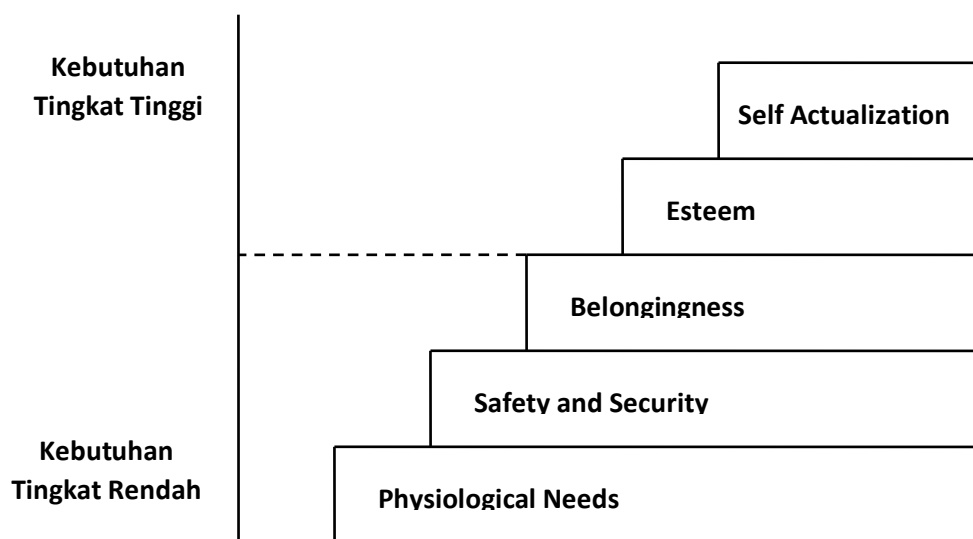 Kebutuhan
Tingkat Tinggi
Self Actualization
Esteem
Belongingness
Safety and Security
Kebutuhan
Tingkat Rendah
Physiological Needs